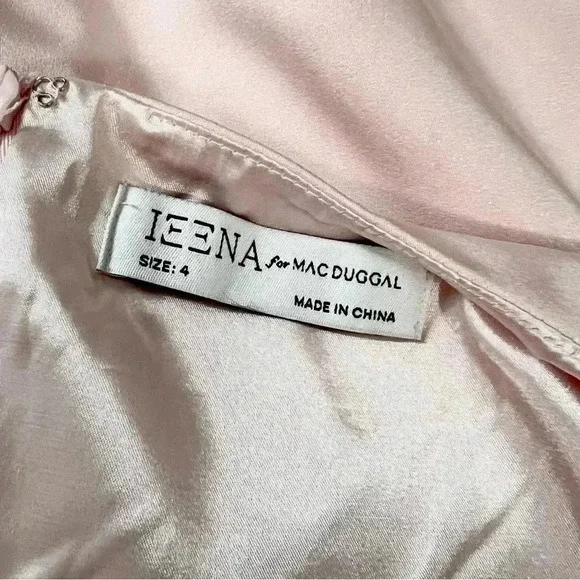 IEENA for MAC DUGGAL
SIZE: 4
MADE IN CHINA